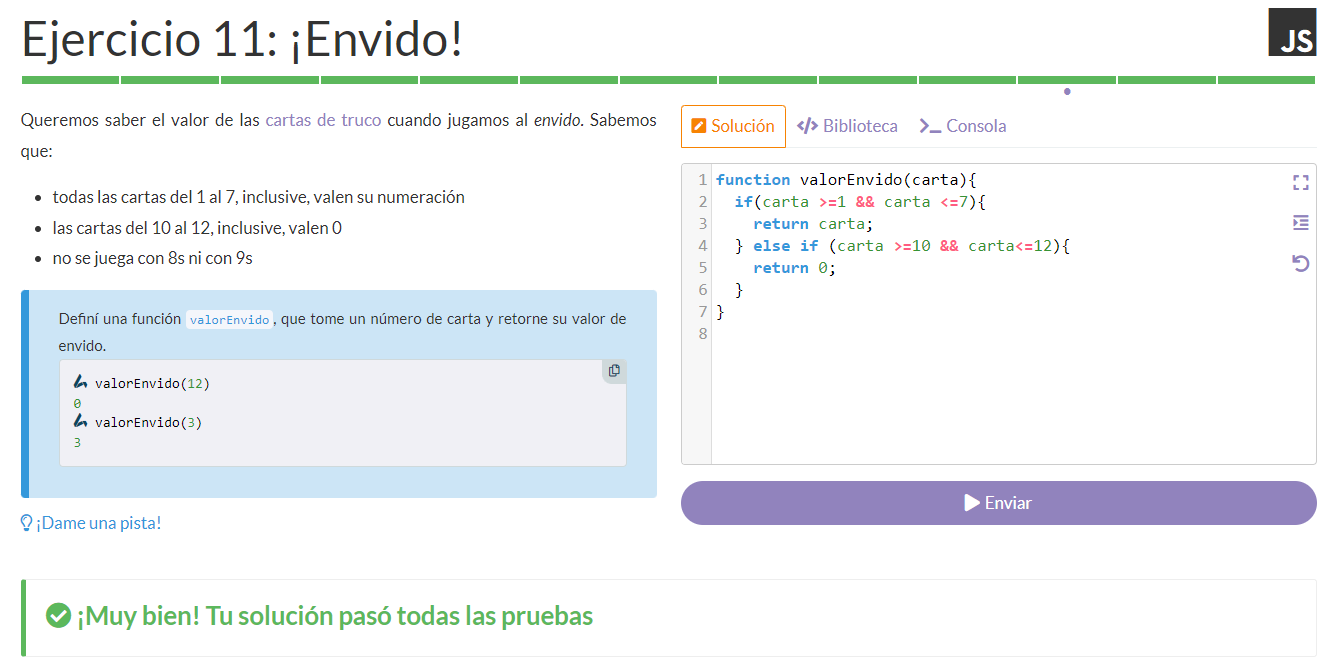 Ejercicio 11: ¡Envido!
JS
Queremos saber el valor de las cartas de truco cuando jugamos al envido. Sabemos
que:
todas las cartas del 1 al 7, inclusive, valen su numeración
las cartas del 10 al 12, inclusive, valen 0
no se juega con 8s ni con 9s
Definí una función valorEnvido, que tome un número de carta y retorne su valor de
envido.
valorEnvido(12)
0
valorEnvido(3)
3
¡Dame una pista!
Solución
</> Biblioteca
>_ Consola
1 function valorEnvido(carta){
2   if(carta >=1 && carta <=7){
3     return carta;
4   } else if (carta >=10 && carta<=12){
5     return 0;
6   }
7 }
8
Enviar
¡Muy bien! Tu solución pasó todas las pruebas